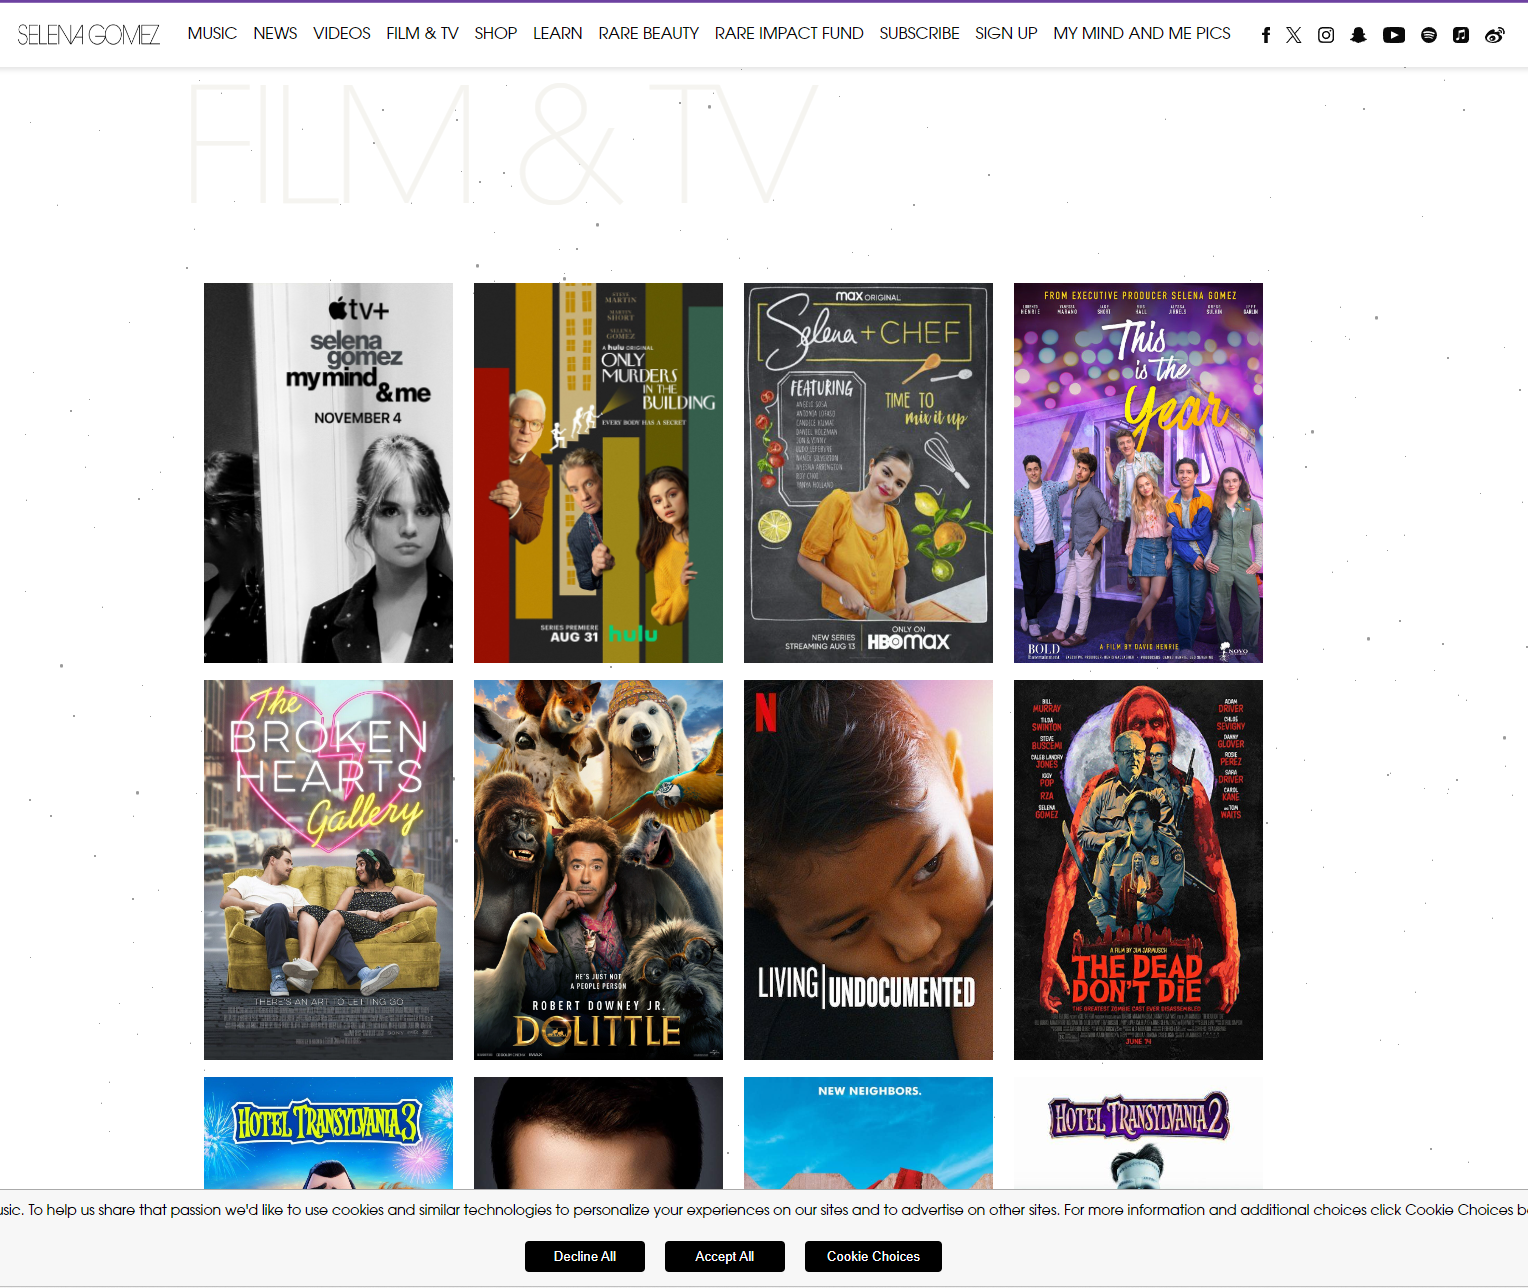 SELENA GOMEZ
MUSIC NEWS VIDEOS FILM & TV SHOP LEARN RARE BEAUTY RARE IMPACT FUND SUBSCRIBE SIGN UP MY MIND AND ME PICS
FILM & TV
tv+
selena
gomez
my mind
& me
NOVEMBER 4
STEVE
MARTIN
MARTIN
SHORT
SELENA
GOMEZ
A hulu ORIGINAL
ONLY
MURDERS
IN THE
BUILDING
EVERY BODY HAS A SECRET
SERIES PREMIERE
AUG 31 hulu
max ORIGINAL
Selena + CHEF
FEATURING
TIME TO
mix it up
NEW SERIES
STREAMING AUG 13
ONLY ON
HBOmax
FROM EXECUTIVE PRODUCER SELENA GOMEZ
This
is the
Year
A FILM BY DAVID HENRIE
BOLD
NOVO
The
BROKEN
HEARTS
Gallery
THERE'S AN ART TO LETTING GO
HE'S JUST NOT
A PEOPLE PERSON
ROBERT DOWNEY JR.
DOLITTLE
N
LIVING UNDOCUMENTED
BILL
MURRAY
TILDA
SWINTON
STEVE
BUSCEMI
CALEB LANDRY
JONES
IGGY
POP
RZA
SELENA
GOMEZ
ADAM
DRIVER
CHLOË
SEVIGNY
DANNY
GLOVER
ROSIE
PEREZ
SARA
DRIVER
CAROL
KANE
AND TOM
WAITS
A FILM BY JIM JARMUSCH
THE DEAD
DON'T DIE
THE GREATEST ZOMBIE CAST EVER DISASSEMBLED
JUNE 14
HOTEL TRANSYLVANIA 3
NEW NEIGHBORS.
HOTEL TRANSYLVANIA 2
usic. To help us share that passion we'd like to use cookies and similar technologies to personalize your experiences on our sites and to advertise on other sites. For more information and additional choices click Cookie Choices b
Decline All Accept All Cookie Choices